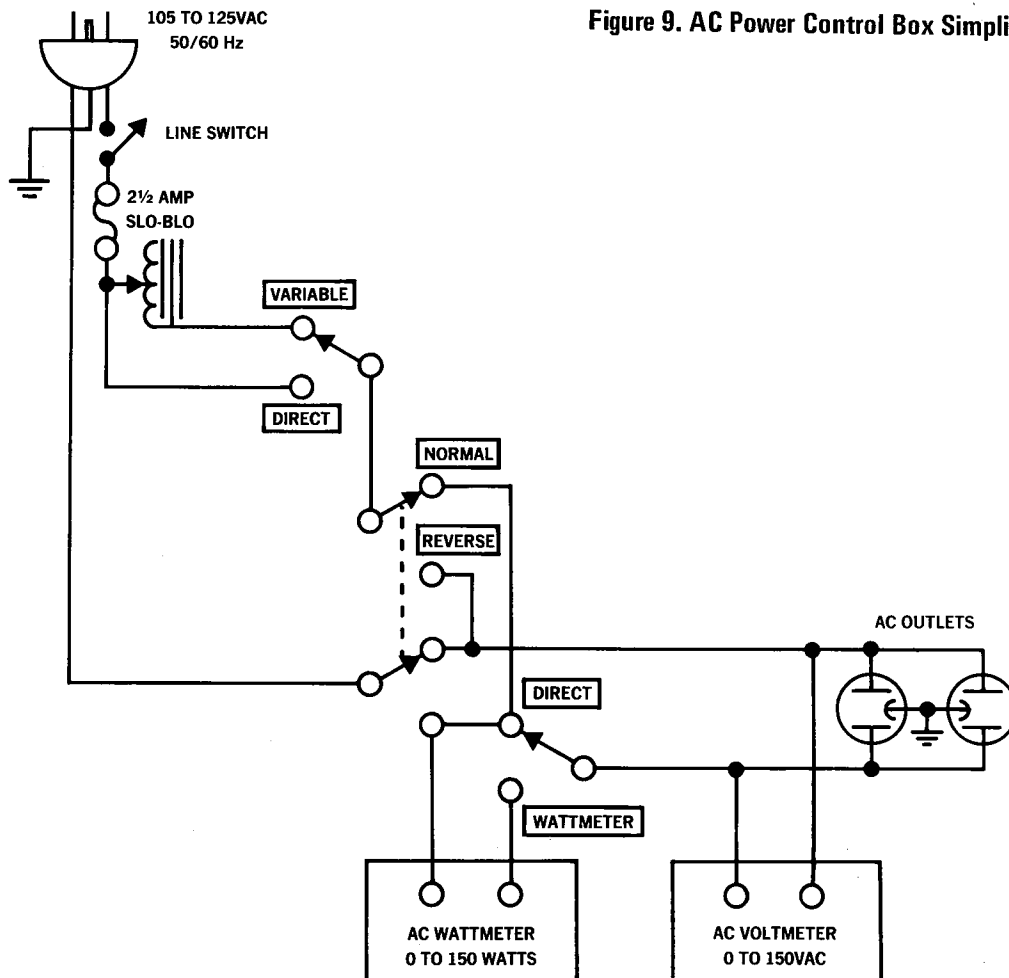 105 TO 125VAC
50/60 Hz
Figure 9. AC Power Control Box Simpli
LINE SWITCH
2½ AMP
SLO-BLO
VARIABLE
DIRECT
NORMAL
REVERSE
AC OUTLETS
DIRECT
WATTMETER
AC WATTMETER
0 TO 150 WATTS
AC VOLTMETER
0 TO 150VAC